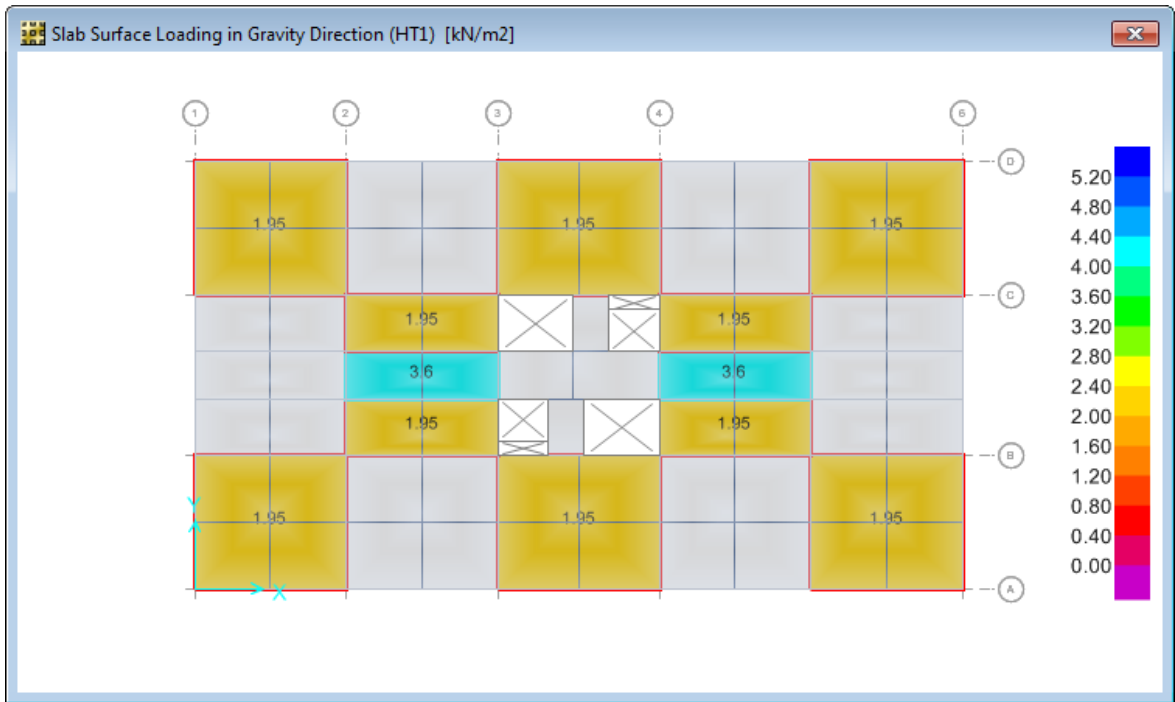 Slab Surface Loading in Gravity Direction (HT1) [kN/m2]
1 2 3 4 6
D
5.20
4.80
1.95 1.95 1.95
4.40
4.00
C
3.60
1.95 1.95
3.20
2.80
3.6 3.6
2.40
2.00
1.95 1.95
1.60
B
1.20
1.95 1.95 1.95
0.80
0.40
0.00
Y
X
A